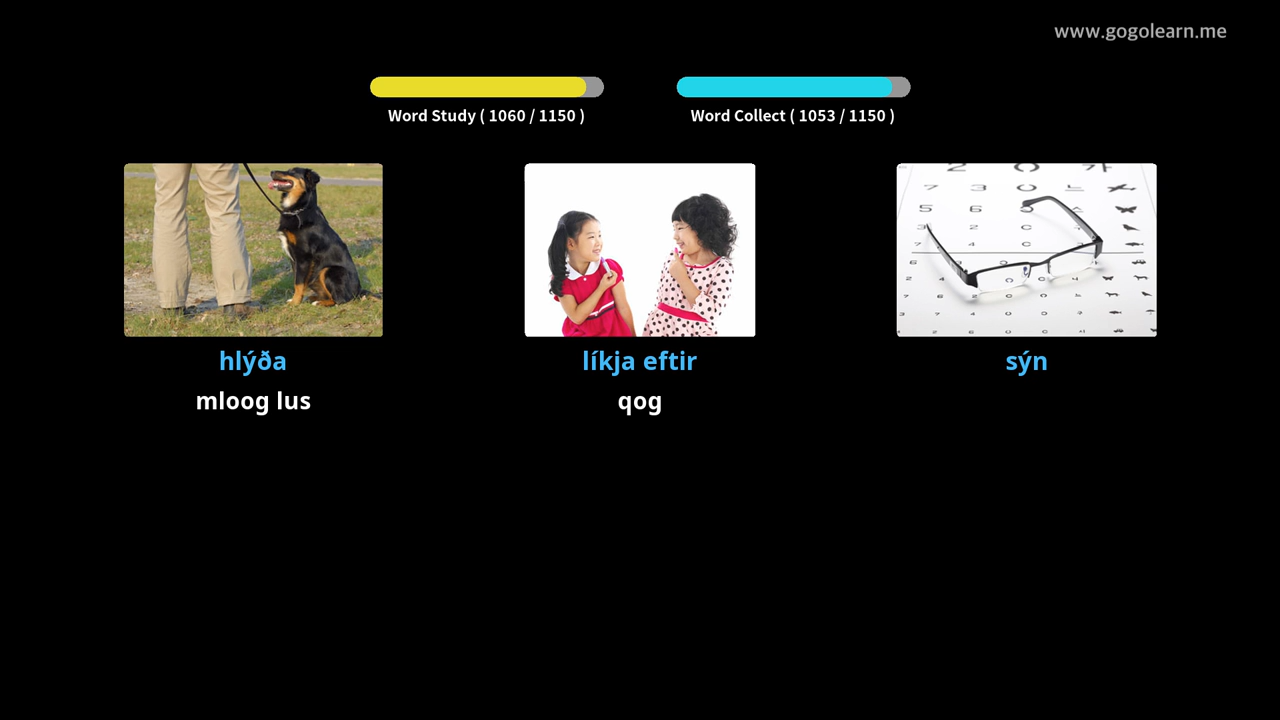 www.gogolearn.me
Word Study ( 1060 / 1150 )
Word Collect ( 1053 / 1150 )
hlýða
líkja eftir
sýn
mloog lus
qog